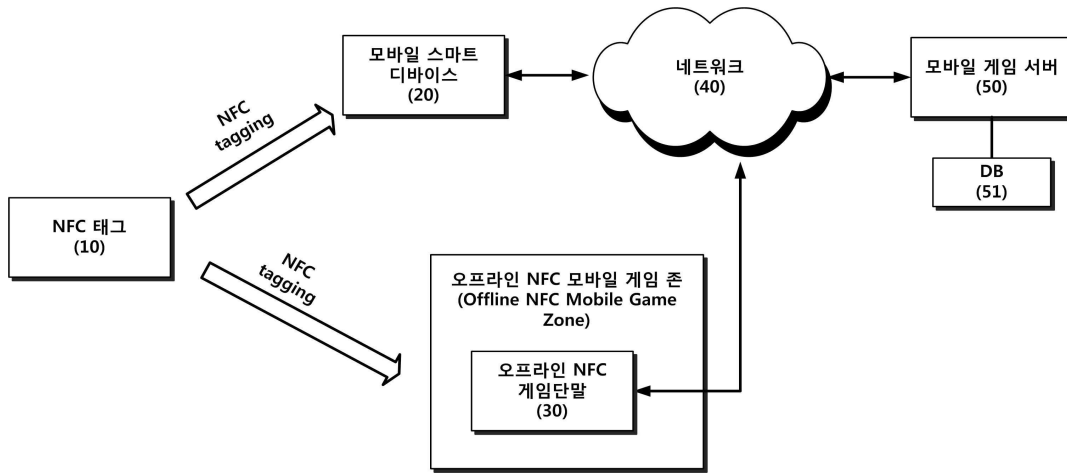 모바일 스마트
디바이스
(20)
네트워크
(40)
모바일 게임 서버
(50)
DB
(51)
NFC
tagging
NFC 태그
(10)
NFC
tagging
오프라인 NFC 모바일 게임 존
(Offline NFC Mobile Game
Zone)
오프라인 NFC
게임단말
(30)